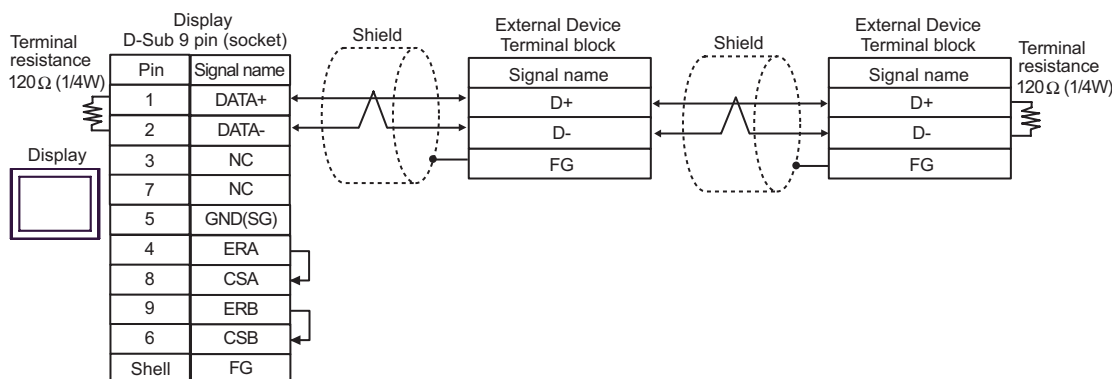 Display
D-Sub 9 pin (socket)
Terminal
resistance
120Ω (1/4W)
Pin Signal name
1 DATA+
2 DATA-
3 NC
7 NC
5 GND(SG)
4 ERA
8 CSA
9 ERB
6 CSB
Shell FG
Display
Shield
External Device
Terminal block
Signal name
D+
D-
FG
Shield
External Device
Terminal block
Signal name
D+
D-
FG
Terminal
resistance
120Ω (1/4W)